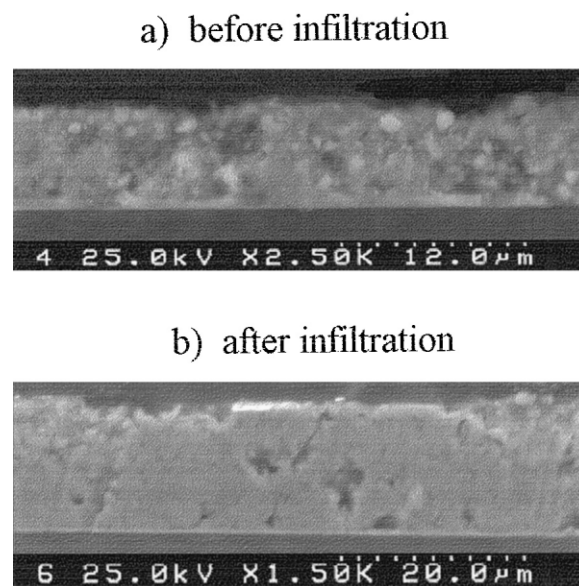 a) before infiltration
4 25.0kV X2.50K 12.0μm
b) after infiltration
6 25.0kV X1.50K 20.0μm